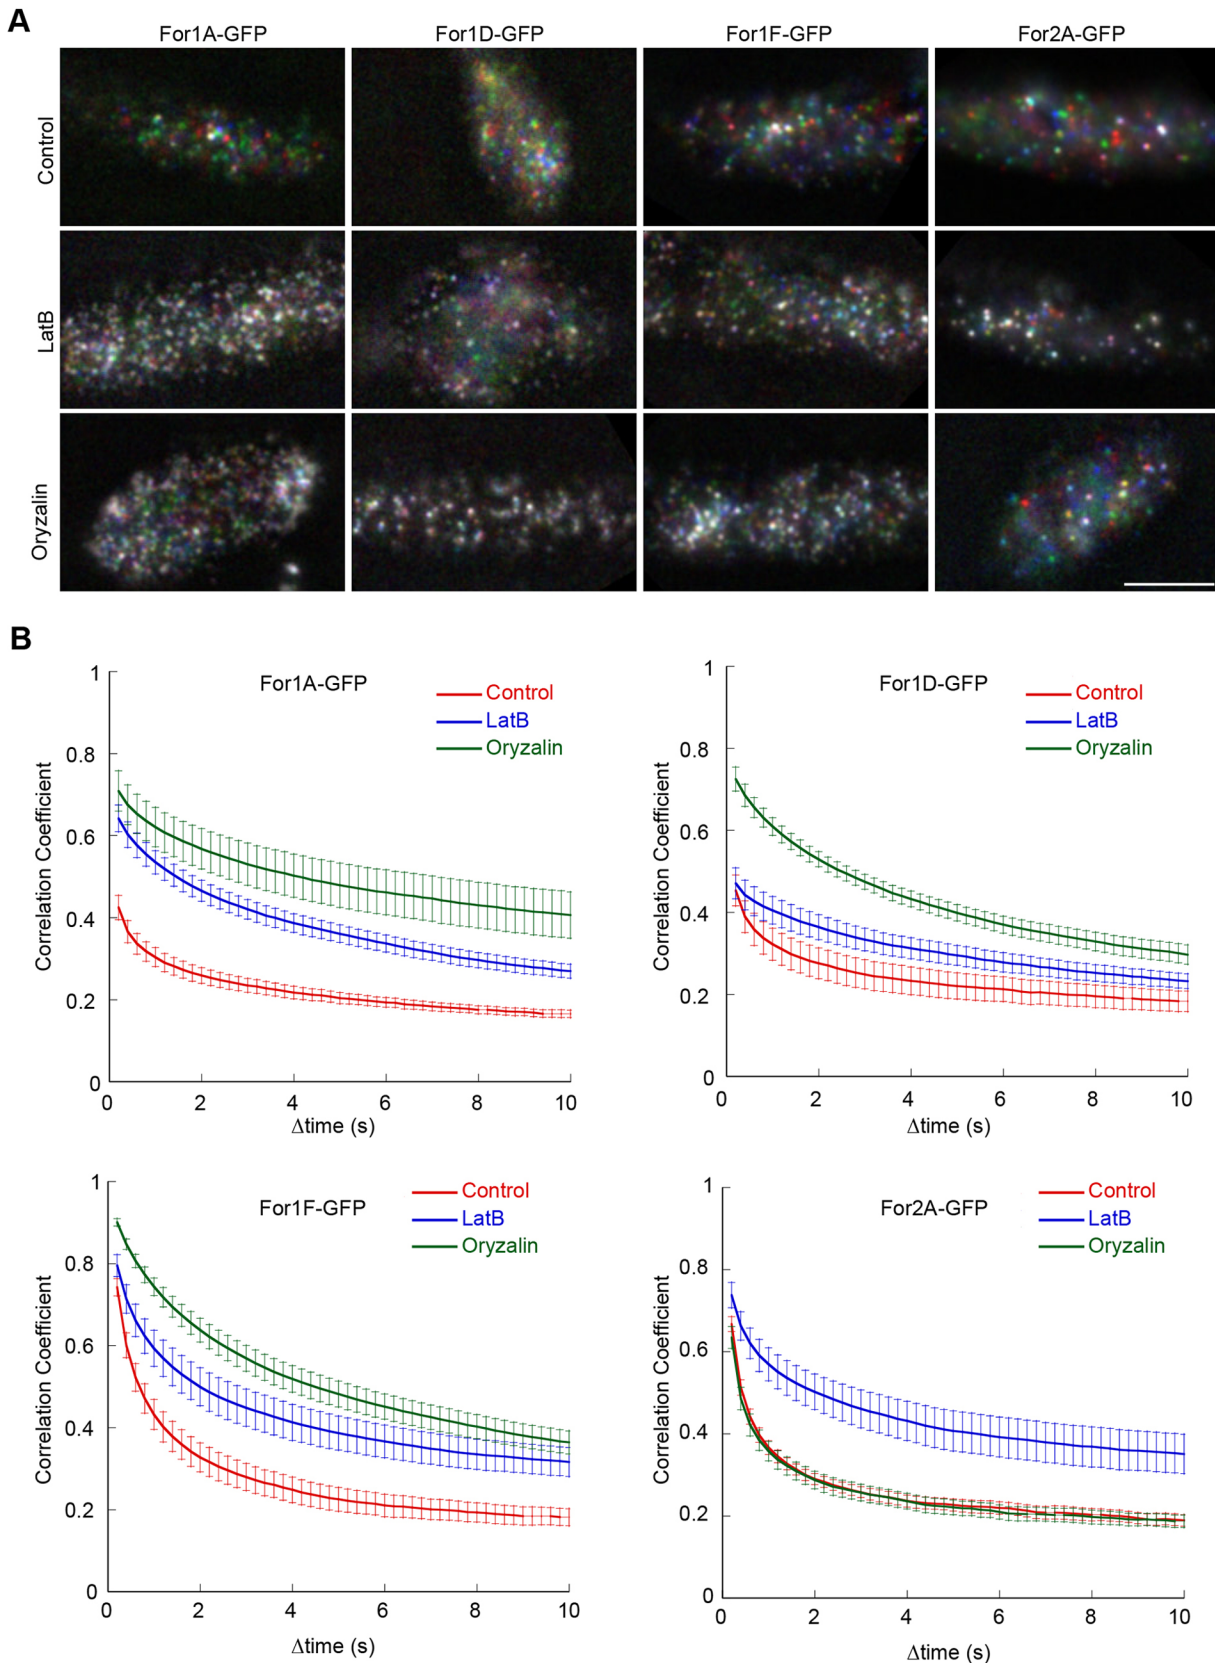 A
For1A-GFP For1D-GFP For1F-GFP For2A-GFP
Control
LatB
Oryzalin
B
For1A-GFP
Control
LatB
Oryzalin
Correlation Coefficient
1
0.8
0.6
0.4
0.2
0
0 2 4 6 8 10
Δtime (s)
For1D-GFP
Control
LatB
Oryzalin
Correlation Coefficient
1
0.8
0.6
0.4
0.2
0
0 2 4 6 8 10
Δtime (s)
For1F-GFP
Control
LatB
Oryzalin
Correlation Coefficient
1
0.8
0.6
0.4
0.2
0
0 2 4 6 8 10
Δtime (s)
For2A-GFP
Control
LatB
Oryzalin
Correlation Coefficient
1
0.8
0.6
0.4
0.2
0
0 2 4 6 8 10
Δtime (s)